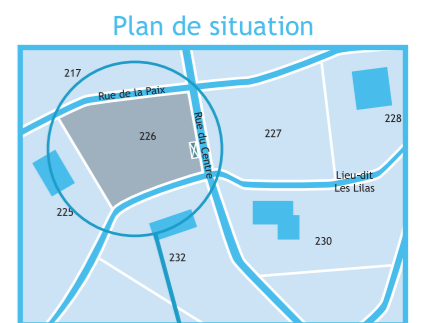 Plan de situation
217
Rue de la Paix
228
226
Rue du Centre
227
Lieu-dit
Les Lilas
225
230
232